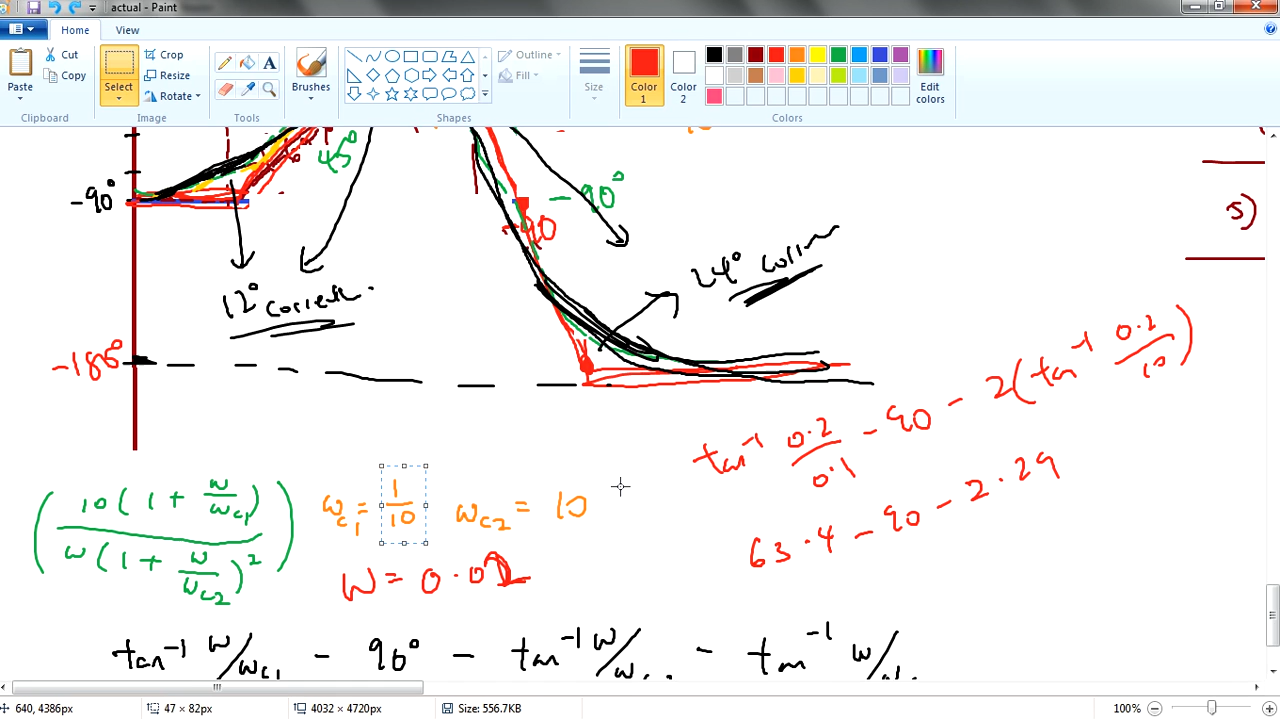 actual - Paint
Home View
Paste
Cut
Copy
Clipboard
Select
Crop
Resize
Rotate
Image
Tools
Brushes
Outline
Fill
Shapes
Size
Color 1
Color 2
Edit colors
Colors
45°
-90°
-90°
-90
5)
12° correctn.
24° corrn
-180°
tan⁻¹ 0.2/0.1 - 90 - 2(tan⁻¹ 0.2/10)
63.4 - 90 - 2.29
(10(1 + w/wc1) / w(1 + w/wc2)²)
wc1 = 1/10 wc2 = 10
W = 0.02
tan⁻¹ w/wc1 - 90° - tan⁻¹ w/wc - tan⁻¹ w/
640, 4386px
47 × 82px
4032 × 4720px
Size: 556.7KB
100%